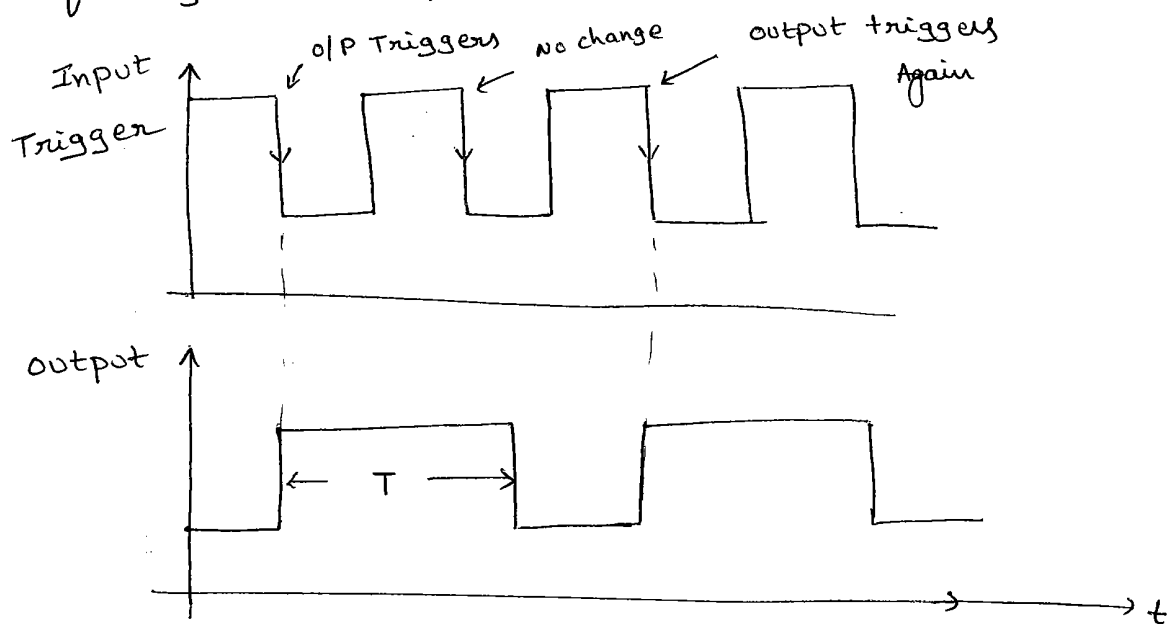 O/P Triggers
No change
output triggers
Again
Input
Trigger
output
T
t